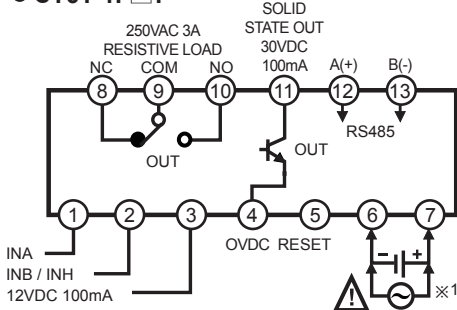 SOLID
STATE OUT
30VDC
100mA
250VAC 3A
RESISTIVE LOAD
NC COM NO
A(+) B(-)
8 9 10 11 12 13
RS485
OUT
OUT
1 2 3 4 5 6 7
0VDC RESET
INA
INB / INH
12VDC 100mA
- +
※1